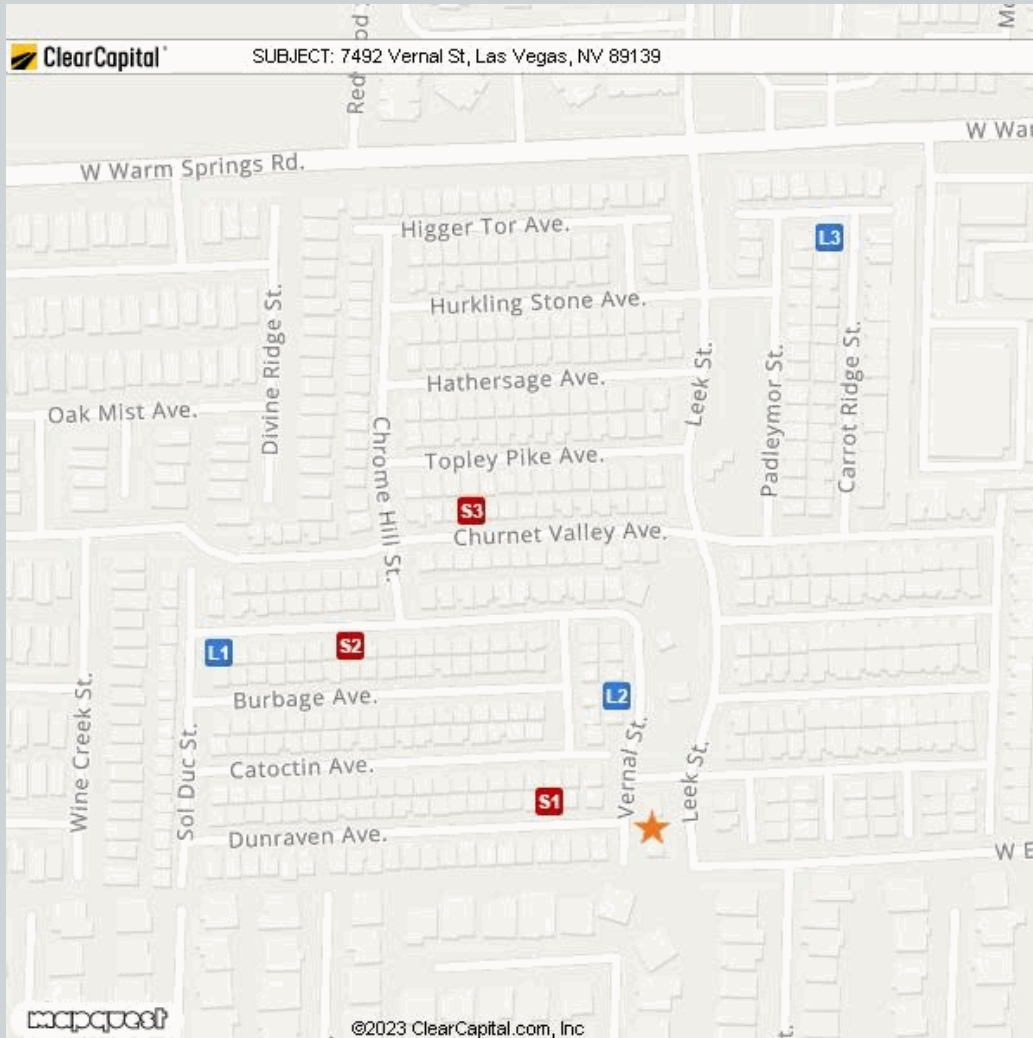 ClearCapital
SUBJECT: 7492 Vernal St, Las Vegas, NV 89139
W Warm Springs Rd.
Higger Tor Ave.
L3
Hurkling Stone Ave.
Divine Ridge St.
Leek St.
Hathersage Ave.
Padleymor St.
Carrot Ridge St.
Oak Mist Ave.
Chrome Hill St.
Topley Pike Ave.
S3
Churnet Valley Ave.
L1
S2
L2
Burbage Ave.
Wine Creek St.
Sol Duc St.
Vernal St.
Leek St.
Catoctin Ave.
S1
Dunraven Ave.
mapquest
©2023 ClearCapital.com, Inc